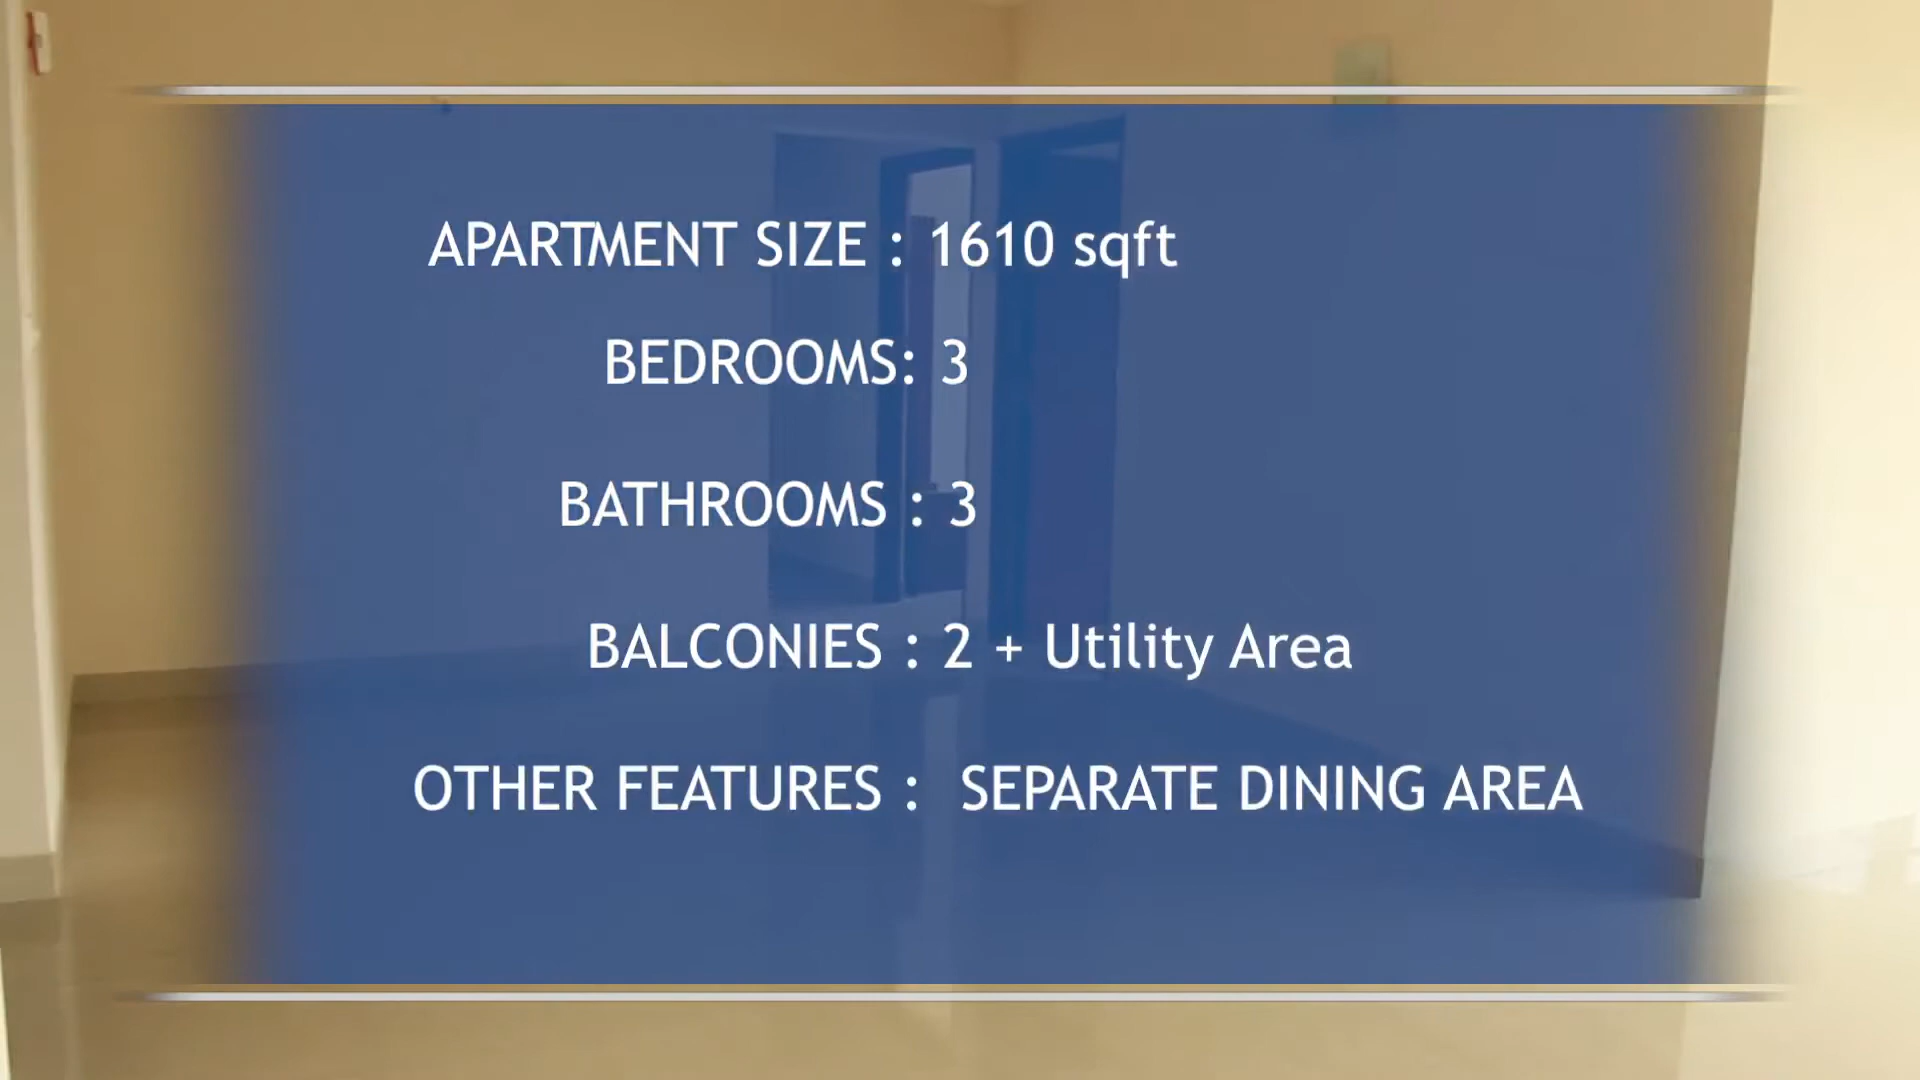 APARTMENT SIZE : 1610 sqft
BEDROOMS: 3
BATHROOMS : 3
BALCONIES : 2 + Utility Area
OTHER FEATURES : SEPARATE DINING AREA